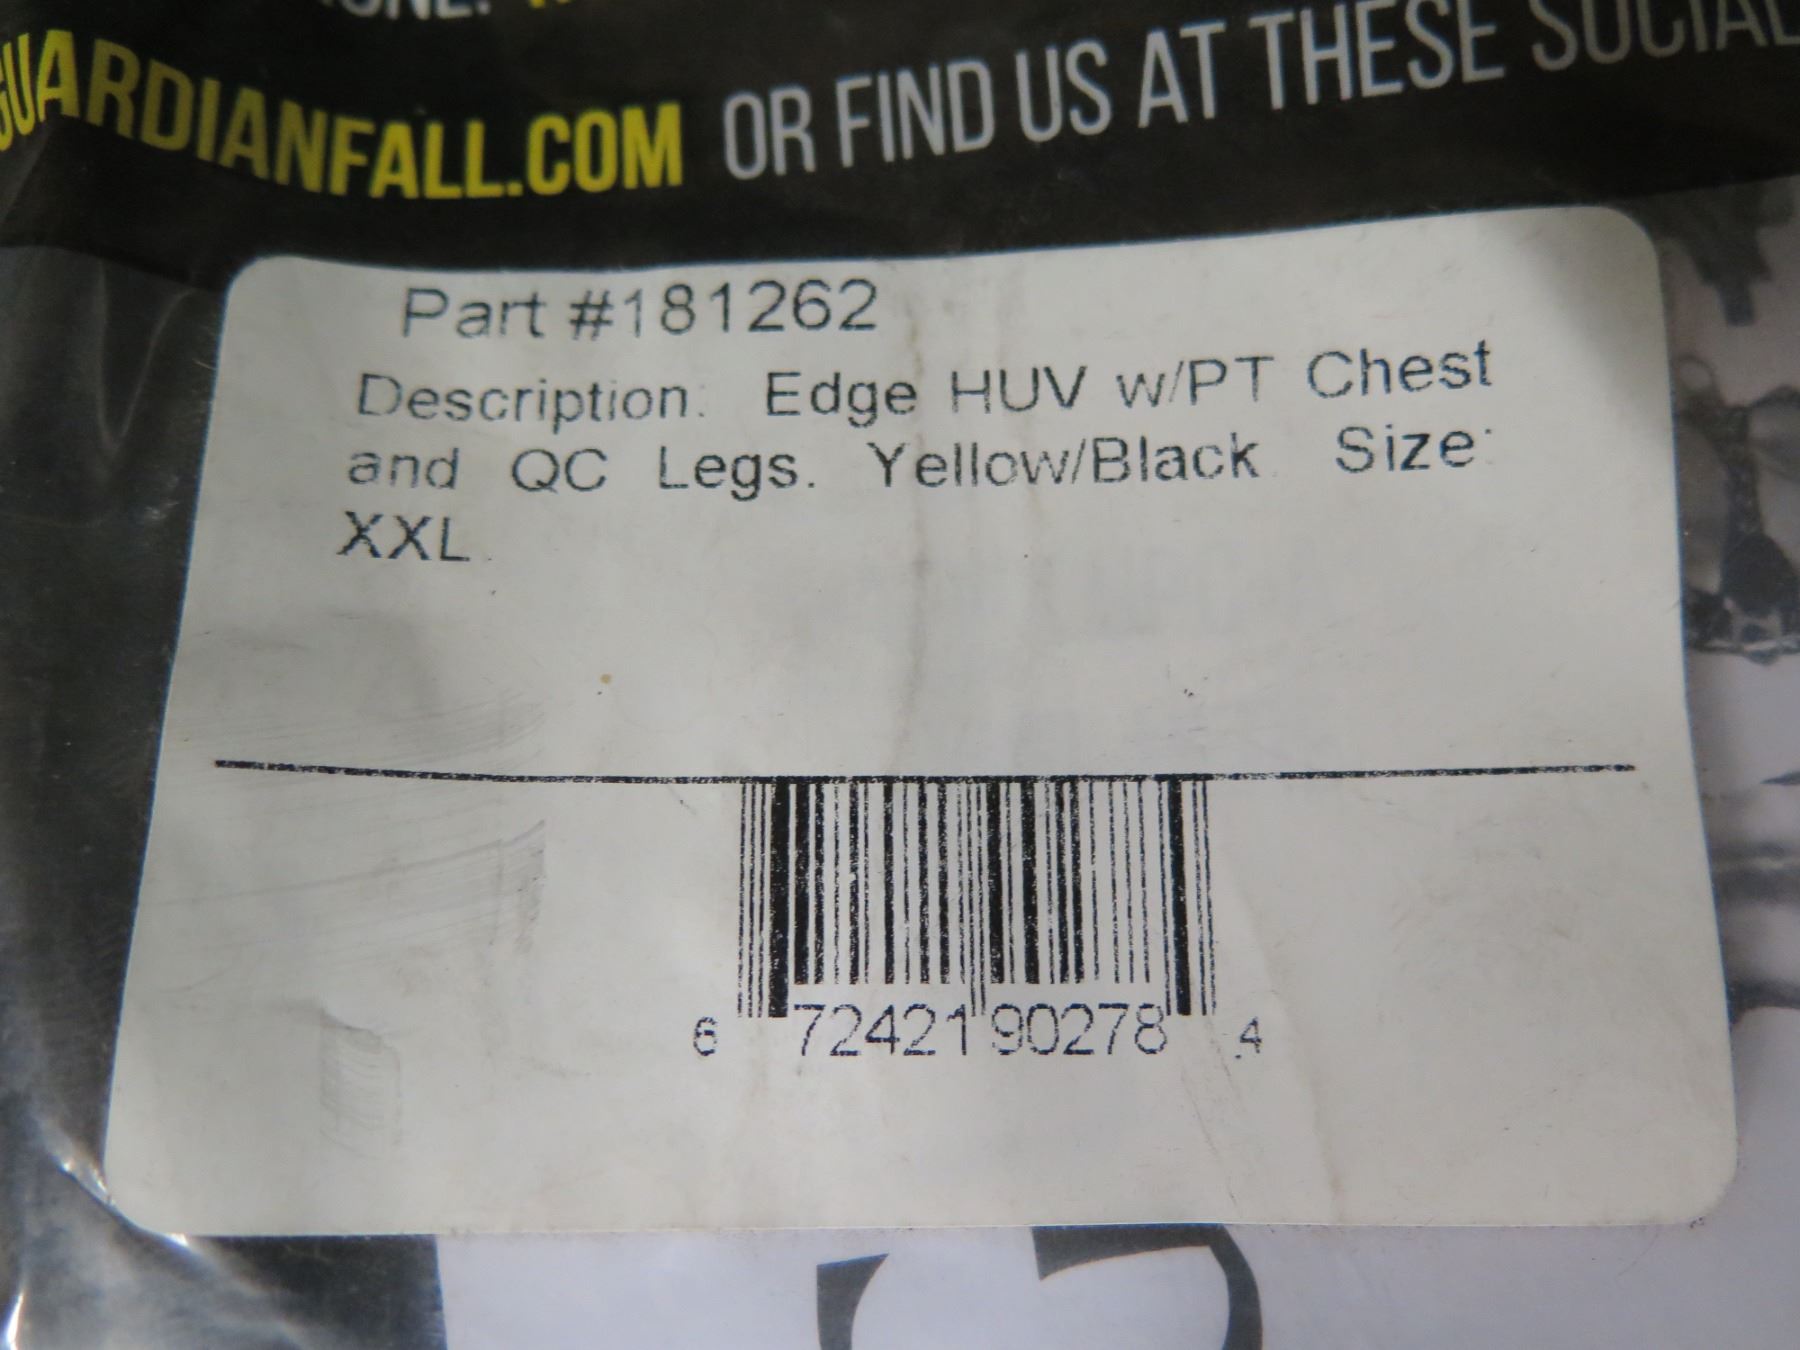 GUARDIANFALL.COM OR FIND US AT THESE SOCIAL
Part #181262
Description: Edge HUV w/PT Chest
and QC Legs. Yellow/Black. Size:
XXL
6 72421 90278 4